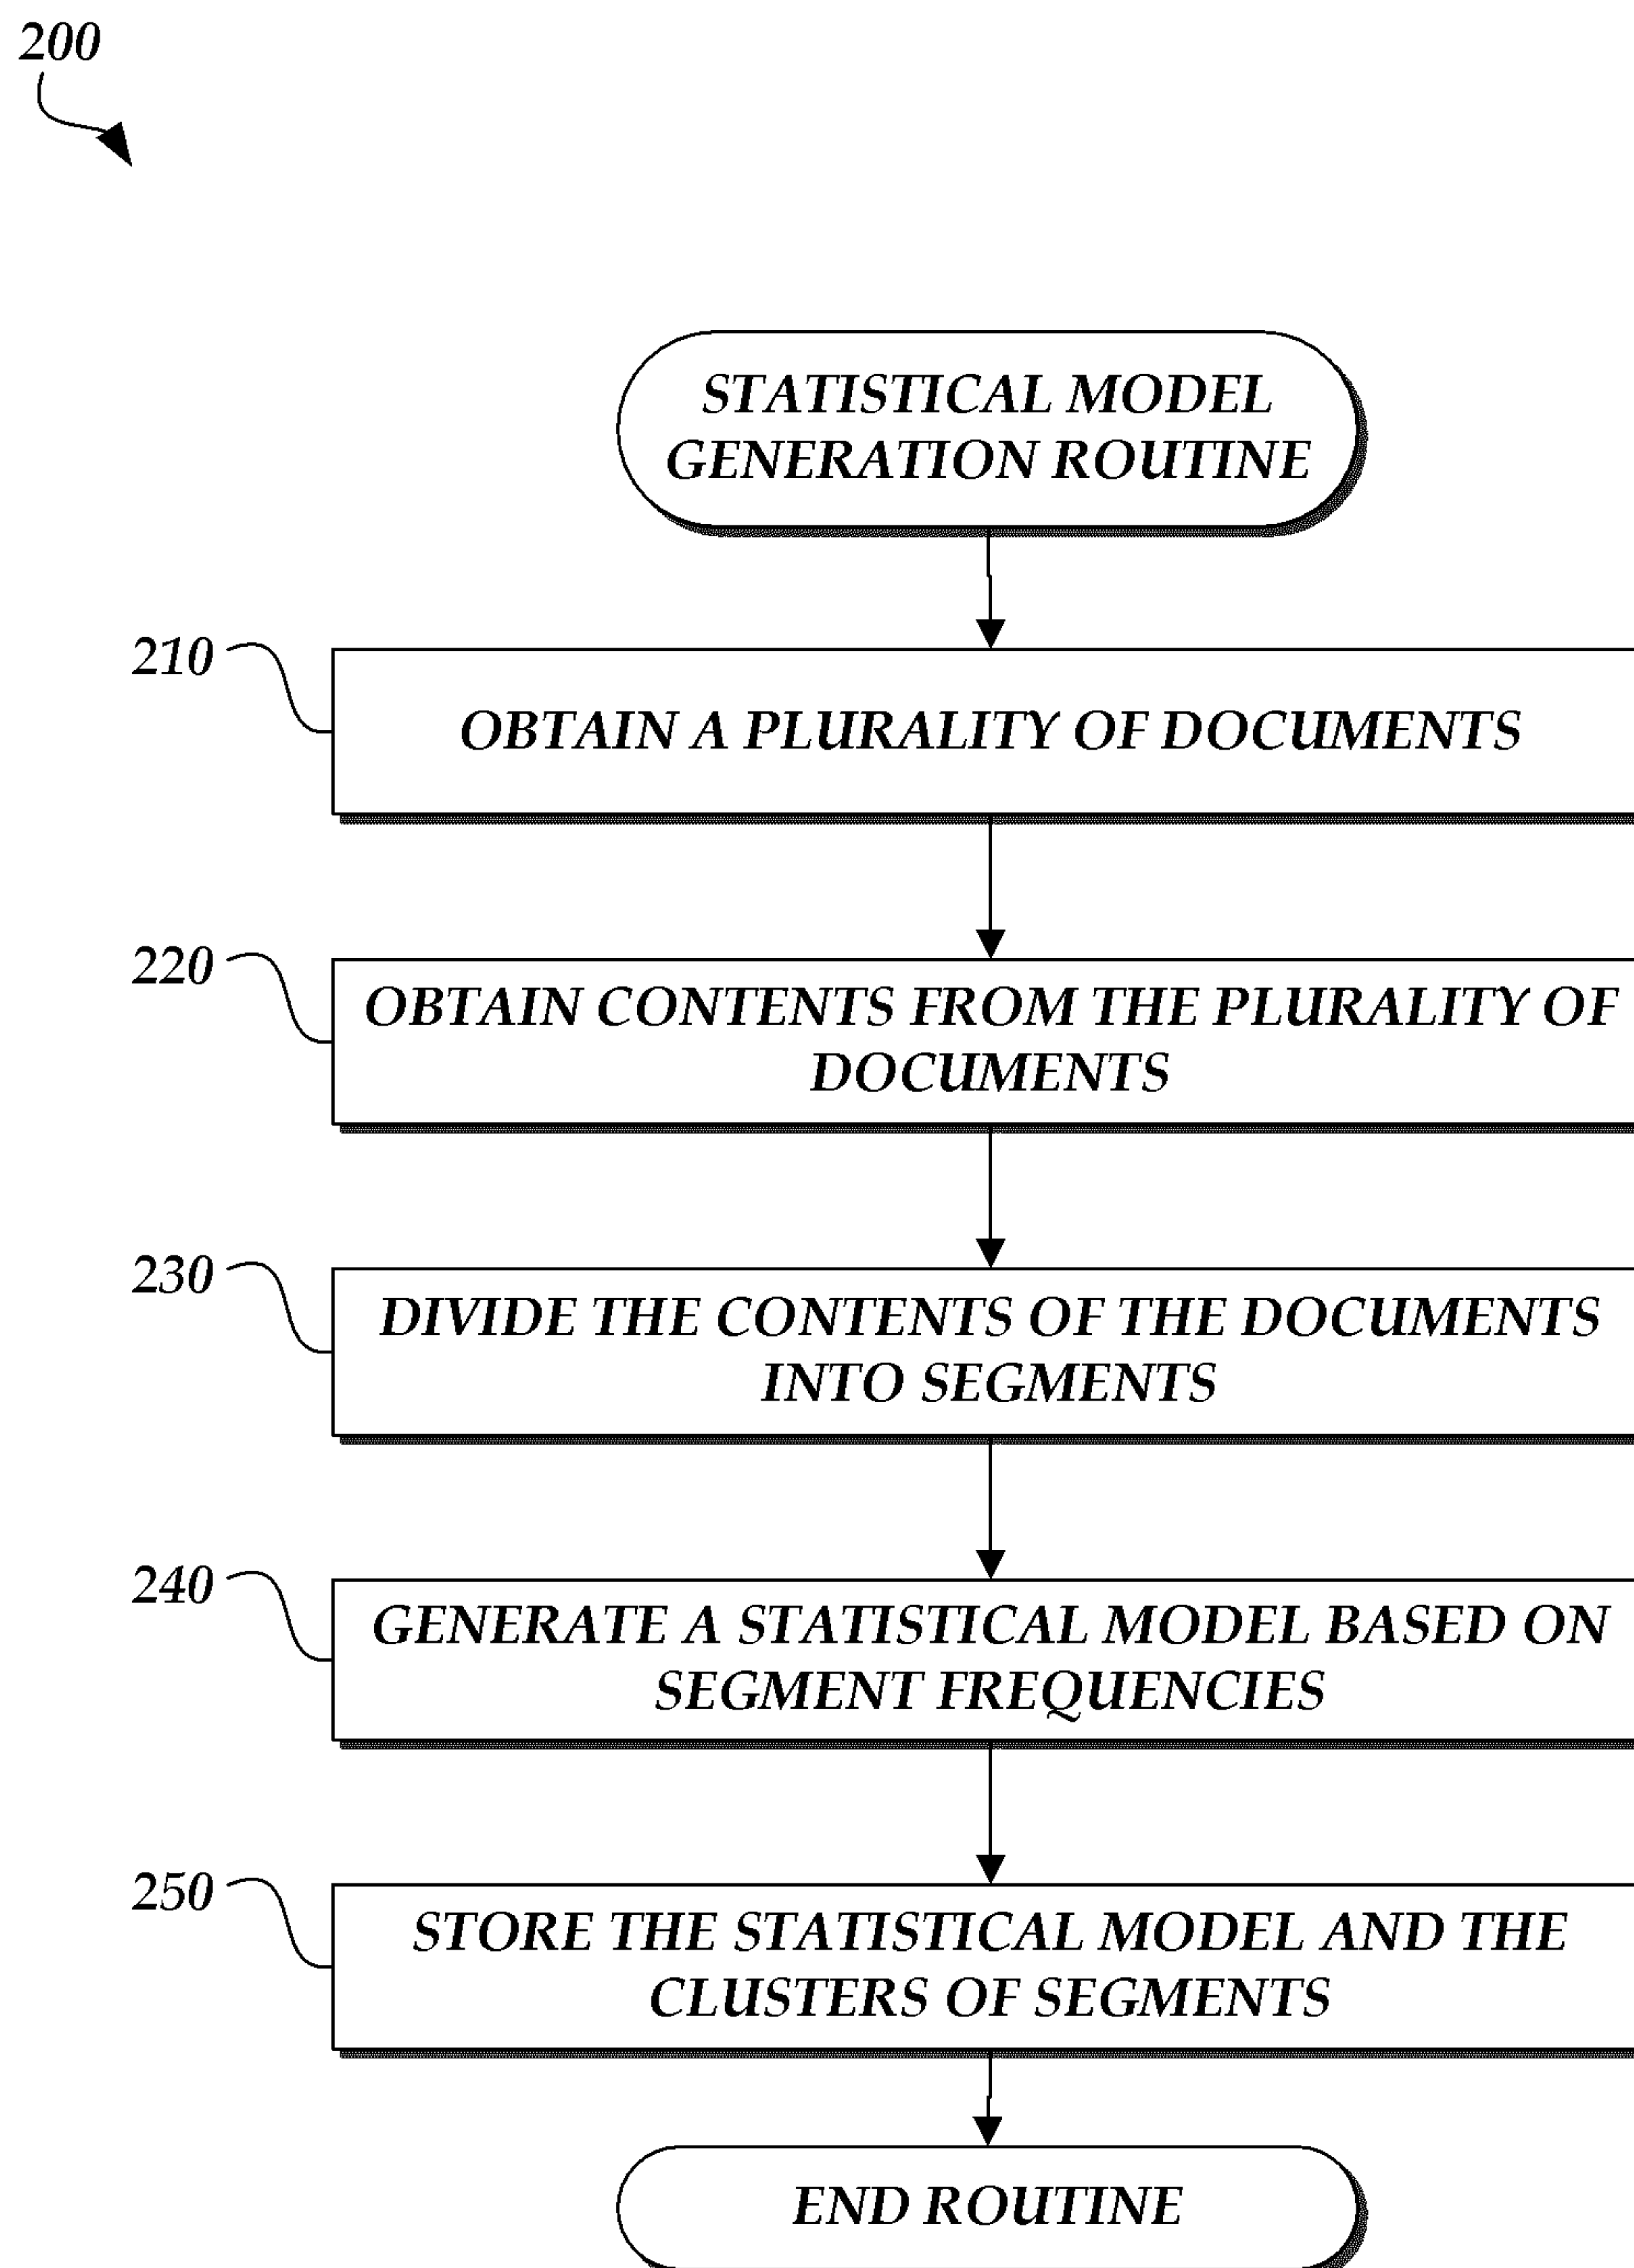 200
STATISTICAL MODEL
GENERATION ROUTINE
210
OBTAIN A PLURALITY OF DOCUMENTS
220
OBTAIN CONTENTS FROM THE PLURALITY OF
DOCUMENTS
230
DIVIDE THE CONTENTS OF THE DOCUMENTS
INTO SEGMENTS
240
GENERATE A STATISTICAL MODEL BASED ON
SEGMENT FREQUENCIES
250
STORE THE STATISTICAL MODEL AND THE
CLUSTERS OF SEGMENTS
END ROUTINE